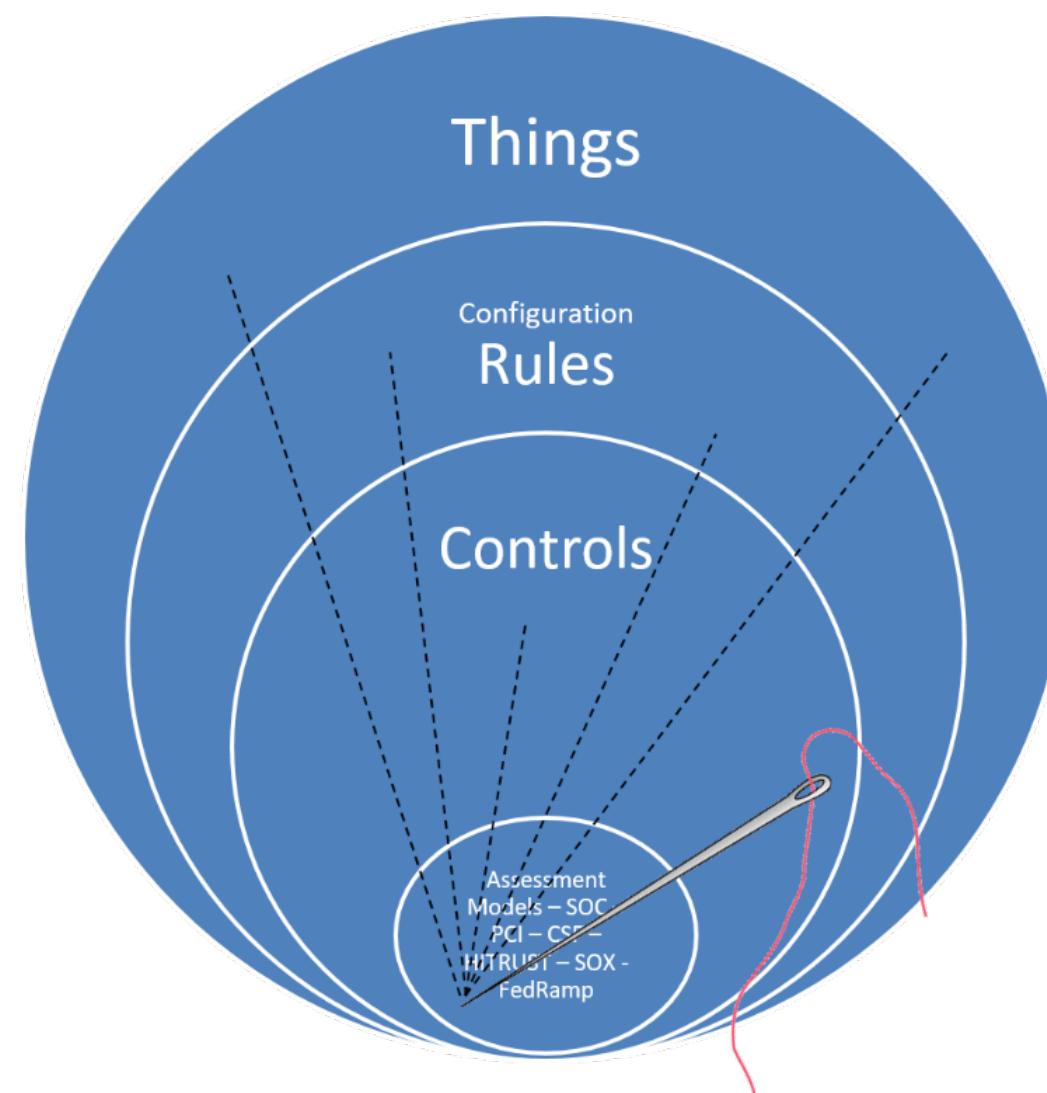 Things
Configuration
Rules
Controls
Assessment
Models – SOC
PCI – CSF –
HITRUST – SOX -
FedRamp